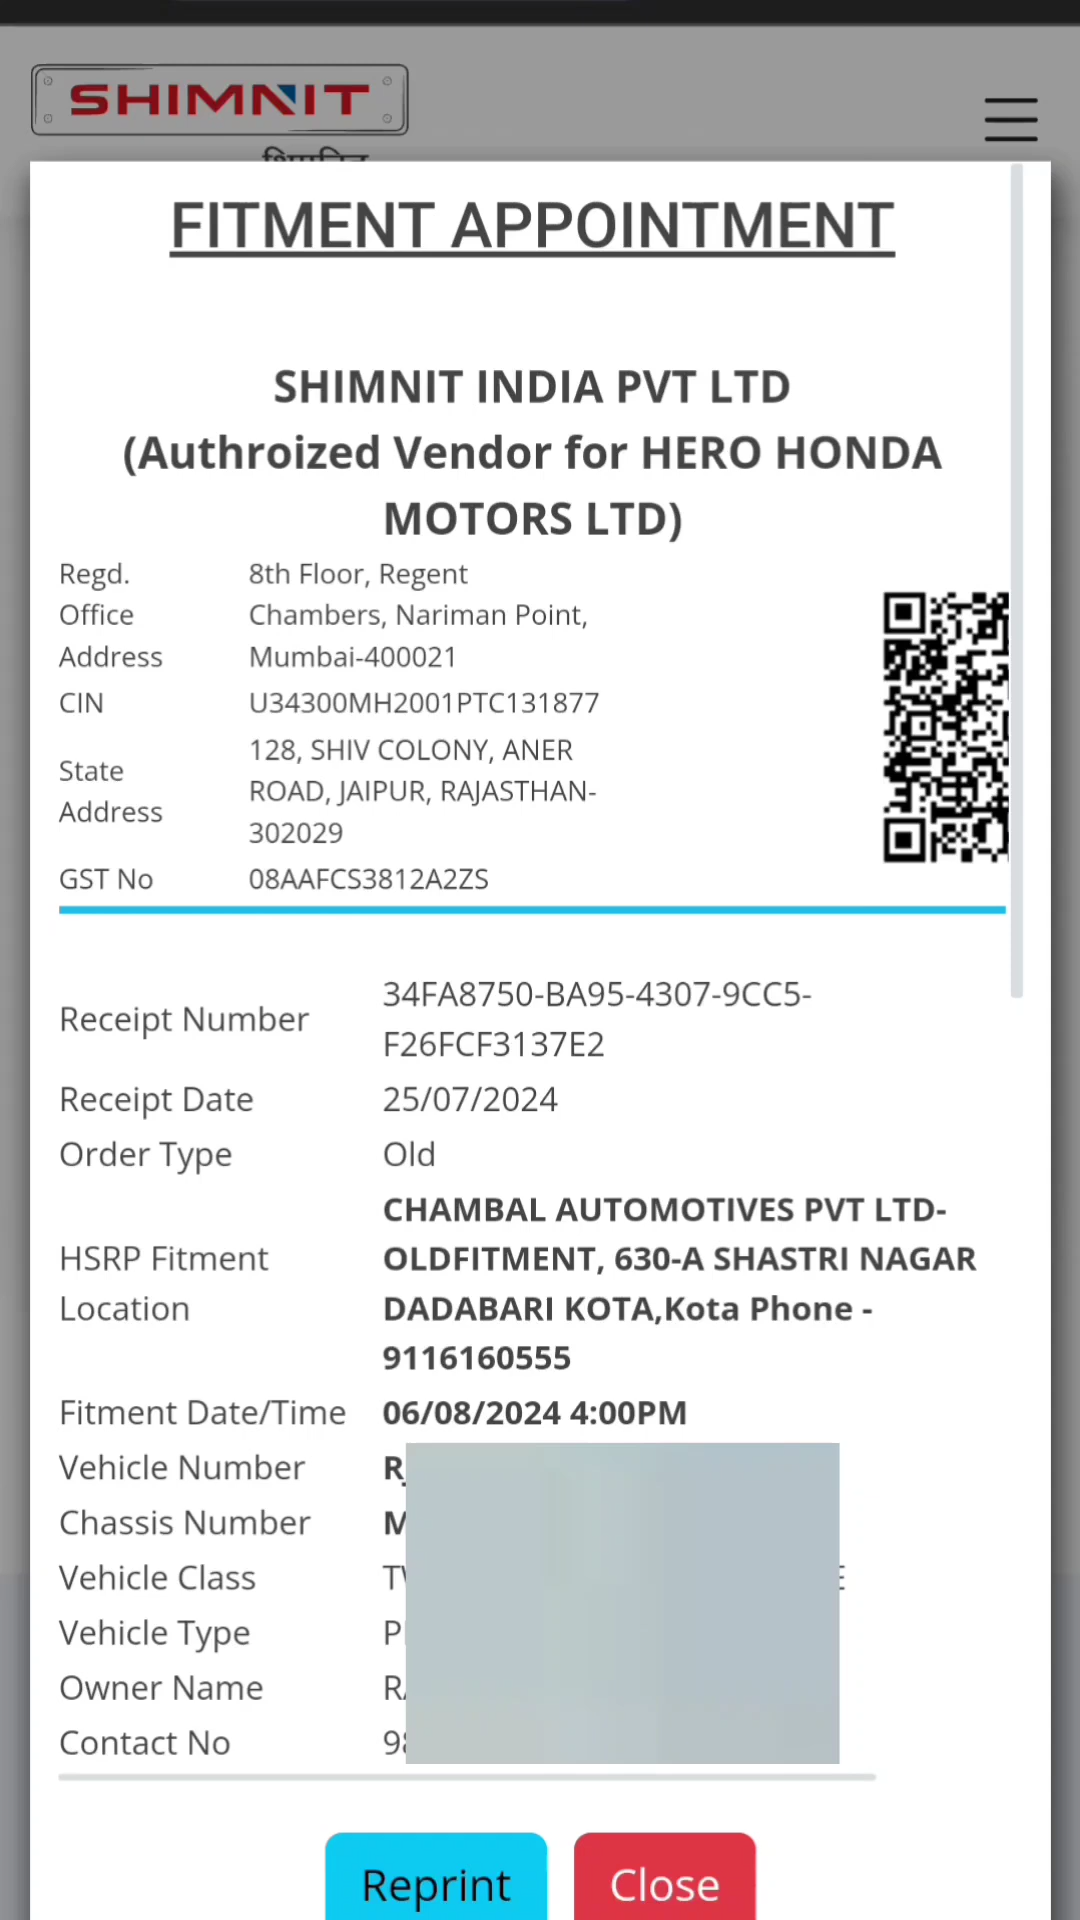 SHIMNIT
FITMENT APPOINTMENT
SHIMNIT INDIA PVT LTD
(Authroized Vendor for HERO HONDA
MOTORS LTD)
Regd. Office Address
8th Floor, Regent
Chambers, Nariman Point,
Mumbai-400021
CIN U34300MH2001PTC131877
State Address
128, SHIV COLONY, ANER
ROAD, JAIPUR, RAJASTHAN-
302029
GST No 08AAFCS3812A2ZS
Receipt Number
34FA8750-BA95-4307-9CC5-
F26FCF3137E2
Receipt Date 25/07/2024
Order Type Old
HSRP Fitment Location
CHAMBAL AUTOMOTIVES PVT LTD-
OLDFITMENT, 630-A SHASTRI NAGAR
DADABARI KOTA,Kota Phone -
9116160555
Fitment Date/Time 06/08/2024 4:00PM
Vehicle Number
Chassis Number
Vehicle Class
Vehicle Type
Owner Name
Contact No
Reprint Close